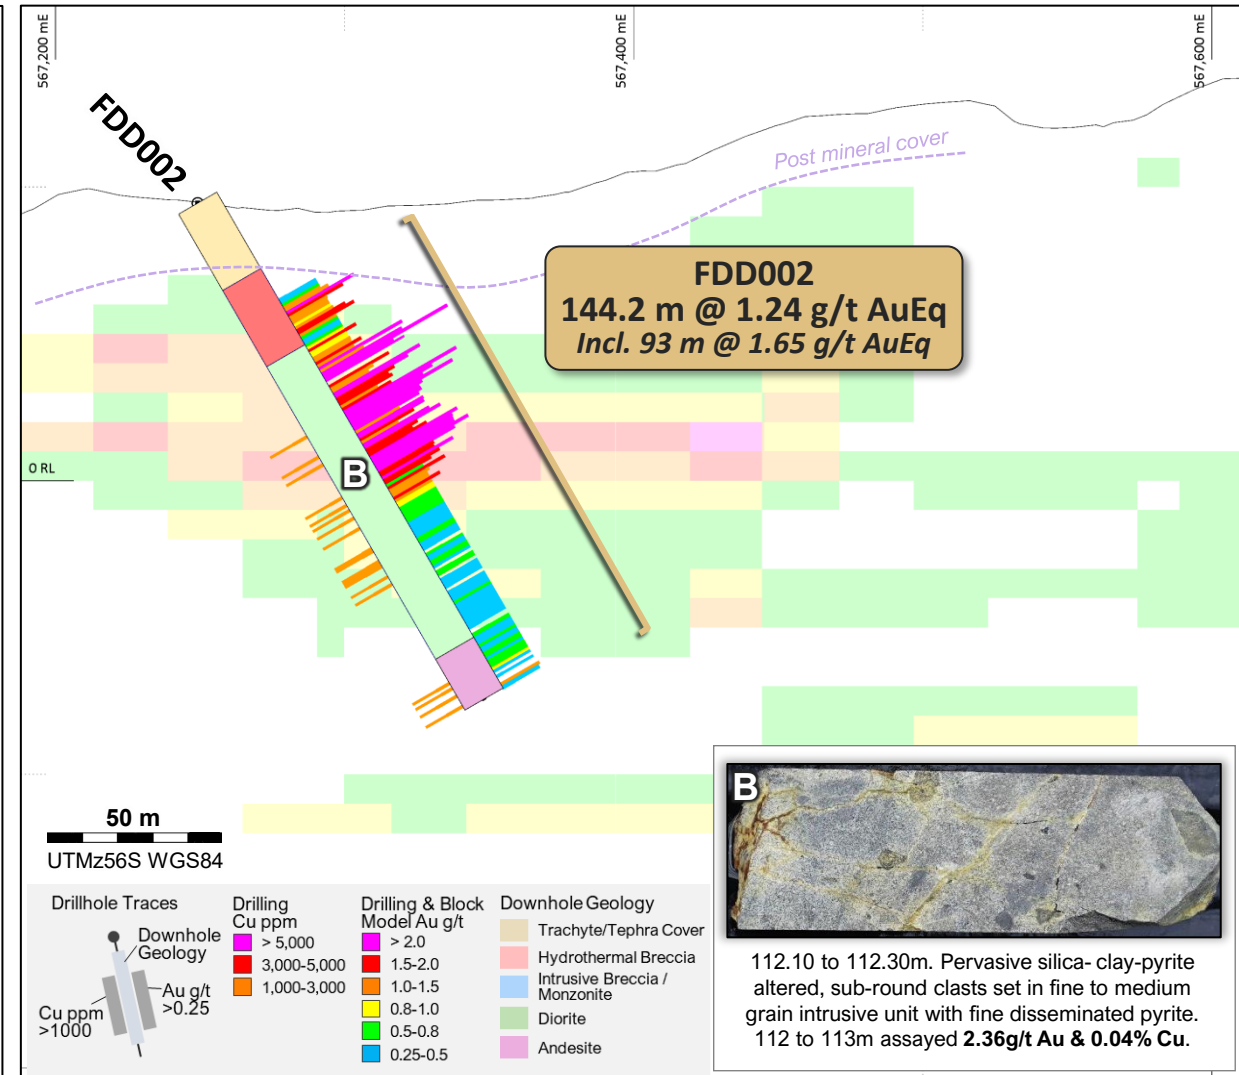 567,200 mE
567,400 mE
567,600 mE
FDD002
Post mineral cover
FDD002
144.2 m @ 1.24 g/t AuEq
Incl. 93 m @ 1.65 g/t AuEq
B
0 RL
50 m
UTMz56S WGS84
Drillhole Traces
Downhole
Geology
Au g/t
>0.25
Cu ppm
>1000
Drilling
Cu ppm
> 5,000
3,000-5,000
1,000-3,000
Drilling & Block
Model Au g/t
> 2.0
1.5-2.0
1.0-1.5
0.8-1.0
0.5-0.8
0.25-0.5
Downhole Geology
Trachyte/Tephra Cover
Hydrothermal Breccia
Intrusive Breccia /
Monzonite
Diorite
Andesite
B
112.10 to 112.30m. Pervasive silica- clay-pyrite
altered, sub-round clasts set in fine to medium
grain intrusive unit with fine disseminated pyrite.
112 to 113m assayed 2.36g/t Au & 0.04% Cu.